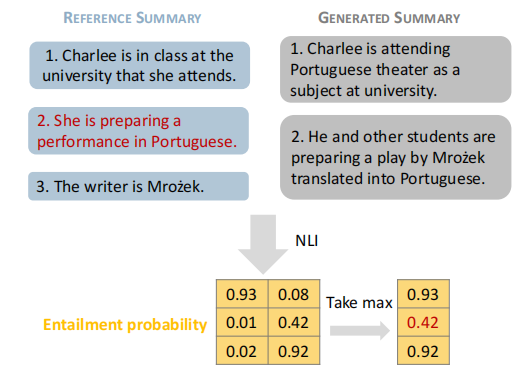 REFERENCE SUMMARY
1. Charlee is in class at the
university that she attends.
2. She is preparing a
performance in Portuguese.
3. The writer is Mrożek.
GENERATED SUMMARY
1. Charlee is attending
Portuguese theater as a
subject at university.
2. He and other students are
preparing a play by Mrożek
translated into Portuguese.
NLI
Entailment probability
0.93 0.08
0.01 0.42
0.02 0.92
Take max
0.93
0.42
0.92